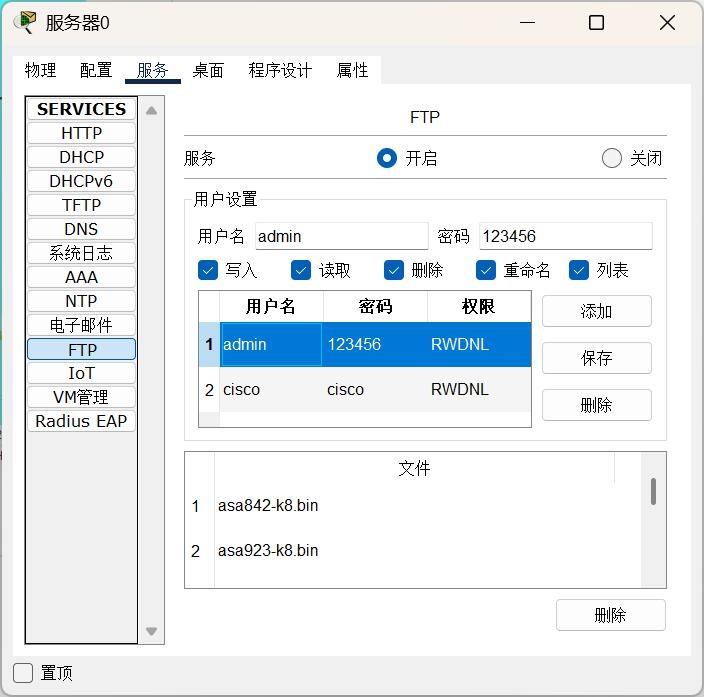 服务器0
物理 配置 服务 桌面 程序设计 属性
SERVICES
HTTP
DHCP
DHCPv6
TFTP
DNS
系统日志
AAA
NTP
电子邮件
FTP
IoT
VM管理
Radius EAP
FTP
服务 开启 关闭
用户设置
用户名 admin 密码 123456
写入 读取 删除 重命名 列表
用户名 密码 权限
1 admin 123456 RWDNL
2 cisco cisco RWDNL
添加
保存
删除
文件
1 asa842-k8.bin
2 asa923-k8.bin
删除
置顶